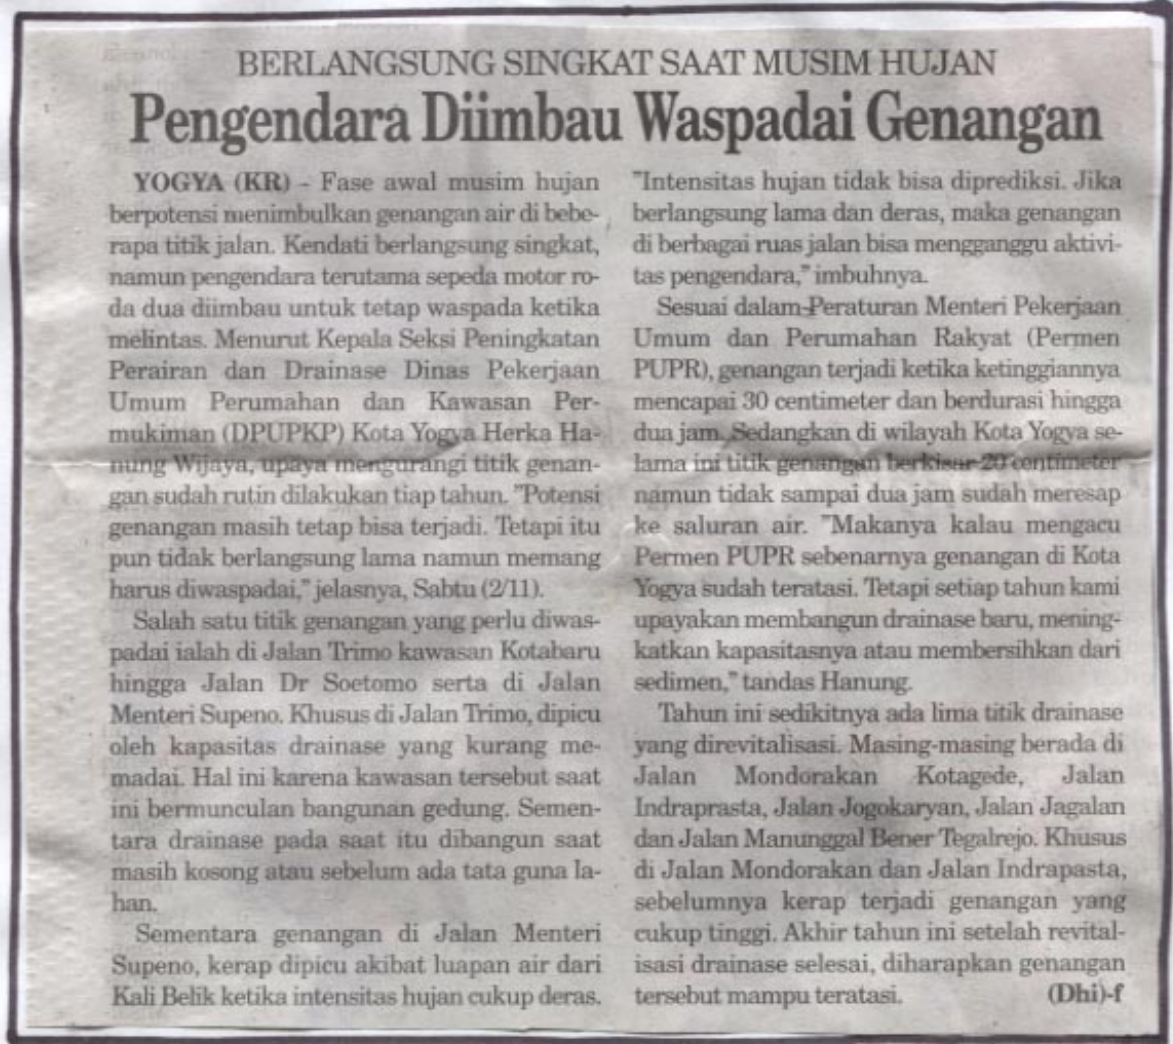 BERLANGSUNG SINGKAT SAAT MUSIM HUJAN
Pengendara Diimbau Waspadai Genangan
YOGYA (KR) - Fase awal musim hujan
berpotensi menimbulkan genangan air di bebe-
rapa titik jalan. Kendati berlangsung singkat,
namun pengendara terutama sepeda motor ro-
da dua diimbau untuk tetap waspada ketika
melintas. Menurut Kepala Seksi Peningkatan
Perairan dan Drainase Dinas Pekerjaan
Umum Perumahan dan Kawasan Per-
mukiman (DPUPKP) Kota Yogya Herka Ha-
nung Wijaya, upaya mengurangi titik genan-
gan sudah rutin dilakukan tiap tahun. "Potensi
genangan masih tetap bisa terjadi. Tetapi itu
pun tidak berlangsung lama namun memang
harus diwaspadai," jelasnya, Sabtu (2/11).
Salah satu titik genangan yang perlu diwas-
padai ialah di Jalan Trimo kawasan Kotabaru
hingga Jalan Dr Soetomo serta di Jalan
Menteri Supeno. Khusus di Jalan Trimo, dipicu
oleh kapasitas drainase yang kurang me-
madai. Hal ini karena kawasan tersebut saat
ini bermunculan bangunan gedung. Semen-
tara drainase pada saat itu dibangun saat
masih kosong atau sebelum ada tata guna la-
han.
Sementara genangan di Jalan Menteri
Supeno, kerap dipicu akibat luapan air dari
Kali Belik ketika intensitas hujan cukup deras.
"Intensitas hujan tidak bisa diprediksi. Jika
berlangsung lama dan deras, maka genangan
di berbagai ruas jalan bisa mengganggu aktivi-
tas pengendara," imbuhnya.
Sesuai dalam Peraturan Menteri Pekerjaan
Umum dan Perumahan Rakyat (Permen
PUPR), genangan terjadi ketika ketinggiannya
mencapai 30 centimeter dan berdurasi hingga
dua jam. Sedangkan di wilayah Kota Yogya se-
lama ini titik genangan berkisar 20 centimeter
namun tidak sampai dua jam sudah meresap
ke saluran air. "Makanya kalau mengacu
Permen PUPR sebenarnya genangan di Kota
Yogya sudah teratasi. Tetapi setiap tahun kami
upayakan membangun drainase baru, mening-
katkan kapasitasnya atau membersihkan dari
sedimen," tandas Hanung.
Tahun ini sedikitnya ada lima titik drainase
yang direvitalisasi. Masing-masing berada di
Jalan Mondorakan Kotagede, Jalan
Indraprasta, Jalan Jogokaryan, Jalan Jagalan
dan Jalan Manunggal Bener Tegalrejo. Khusus
di Jalan Mondorakan dan Jalan Indrapasta,
sebelumnya kerap terjadi genangan yang
cukup tinggi. Akhir tahun ini setelah revital-
isasi drainase selesai, diharapkan genangan
tersebut mampu teratasi. (Dhi)-f